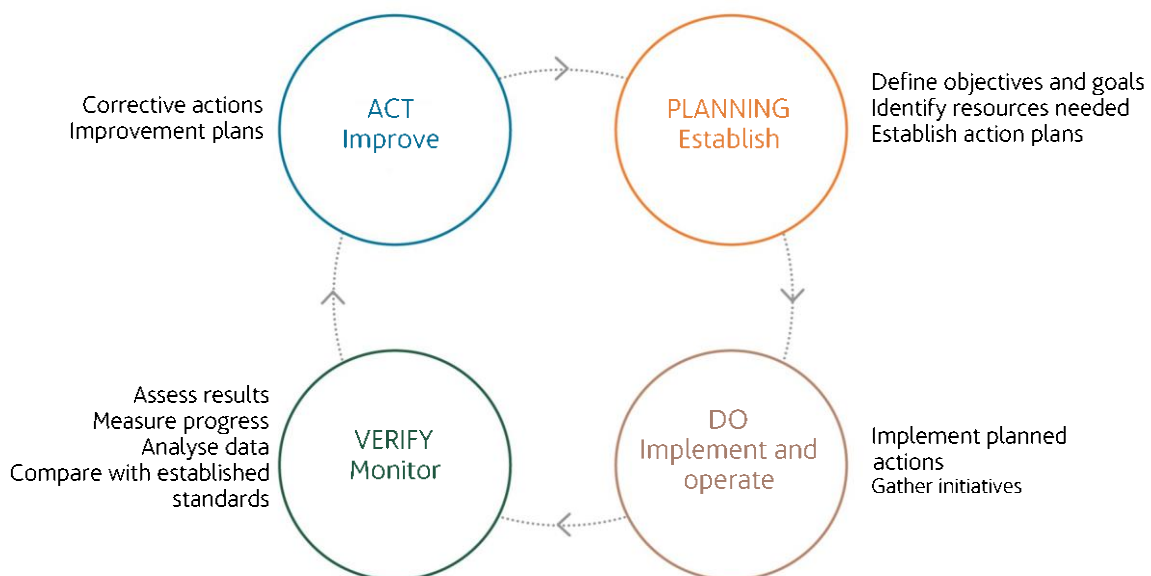 Corrective actions
Improvement plans
ACT
Improve
PLANNING
Establish
Define objectives and goals
Identify resources needed
Establish action plans
Assess results
Measure progress
Analyse data
Compare with established
standards
VERIFY
Monitor
DO
Implement and
operate
Implement planned
actions
Gather initiatives